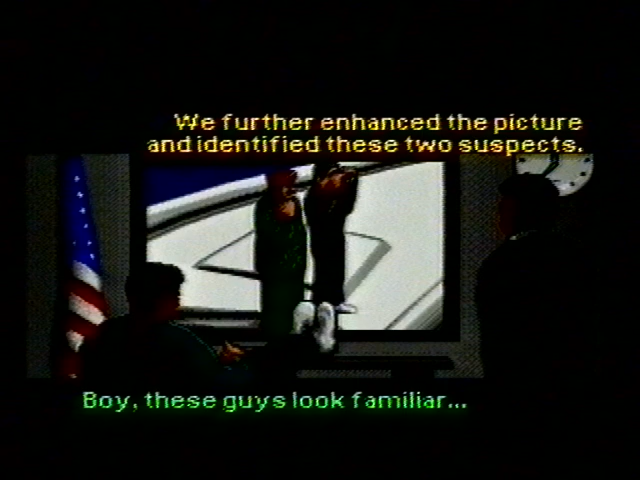 We further enhanced the picture
and identified these two suspects.
Boy, these guys look familiar...